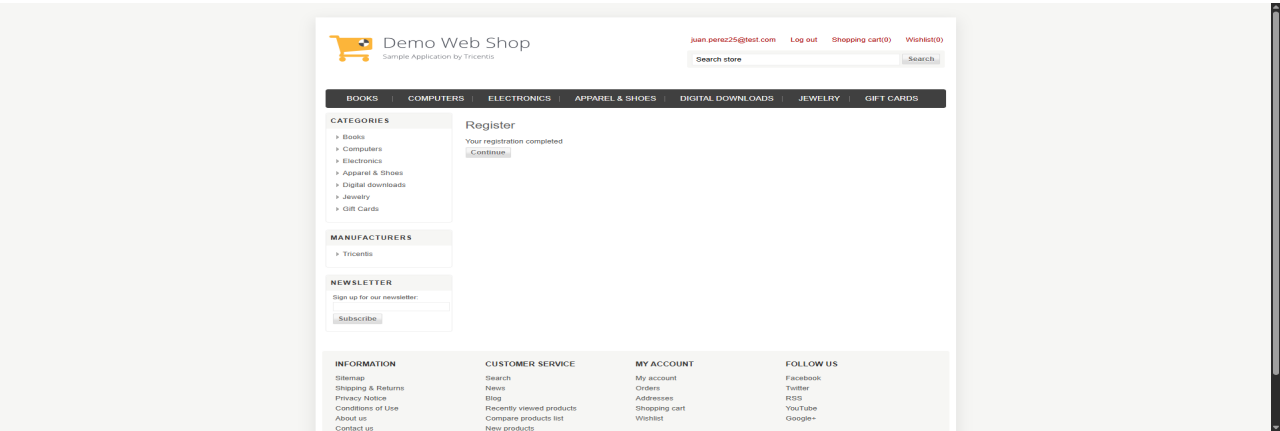 Demo Web Shop
Sample Application by Tricentis
juan.perez25@test.com Log out Shopping cart(0) Wishlist(0)
Search store Search
BOOKS COMPUTERS ELECTRONICS APPAREL & SHOES DIGITAL DOWNLOADS JEWELRY GIFT CARDS
CATEGORIES
Books
Computers
Electronics
Apparel & Shoes
Digital downloads
Jewelry
Gift Cards
MANUFACTURERS
Tricentis
NEWSLETTER
Sign up for our newsletter:
Subscribe
Register
Your registration completed
Continue
INFORMATION
Sitemap
Shipping & Returns
Privacy Notice
Conditions of Use
About us
Contact us
CUSTOMER SERVICE
Search
News
Blog
Recently viewed products
Compare products list
New products
MY ACCOUNT
My account
Orders
Addresses
Shopping cart
Wishlist
FOLLOW US
Facebook
Twitter
RSS
YouTube
Google+